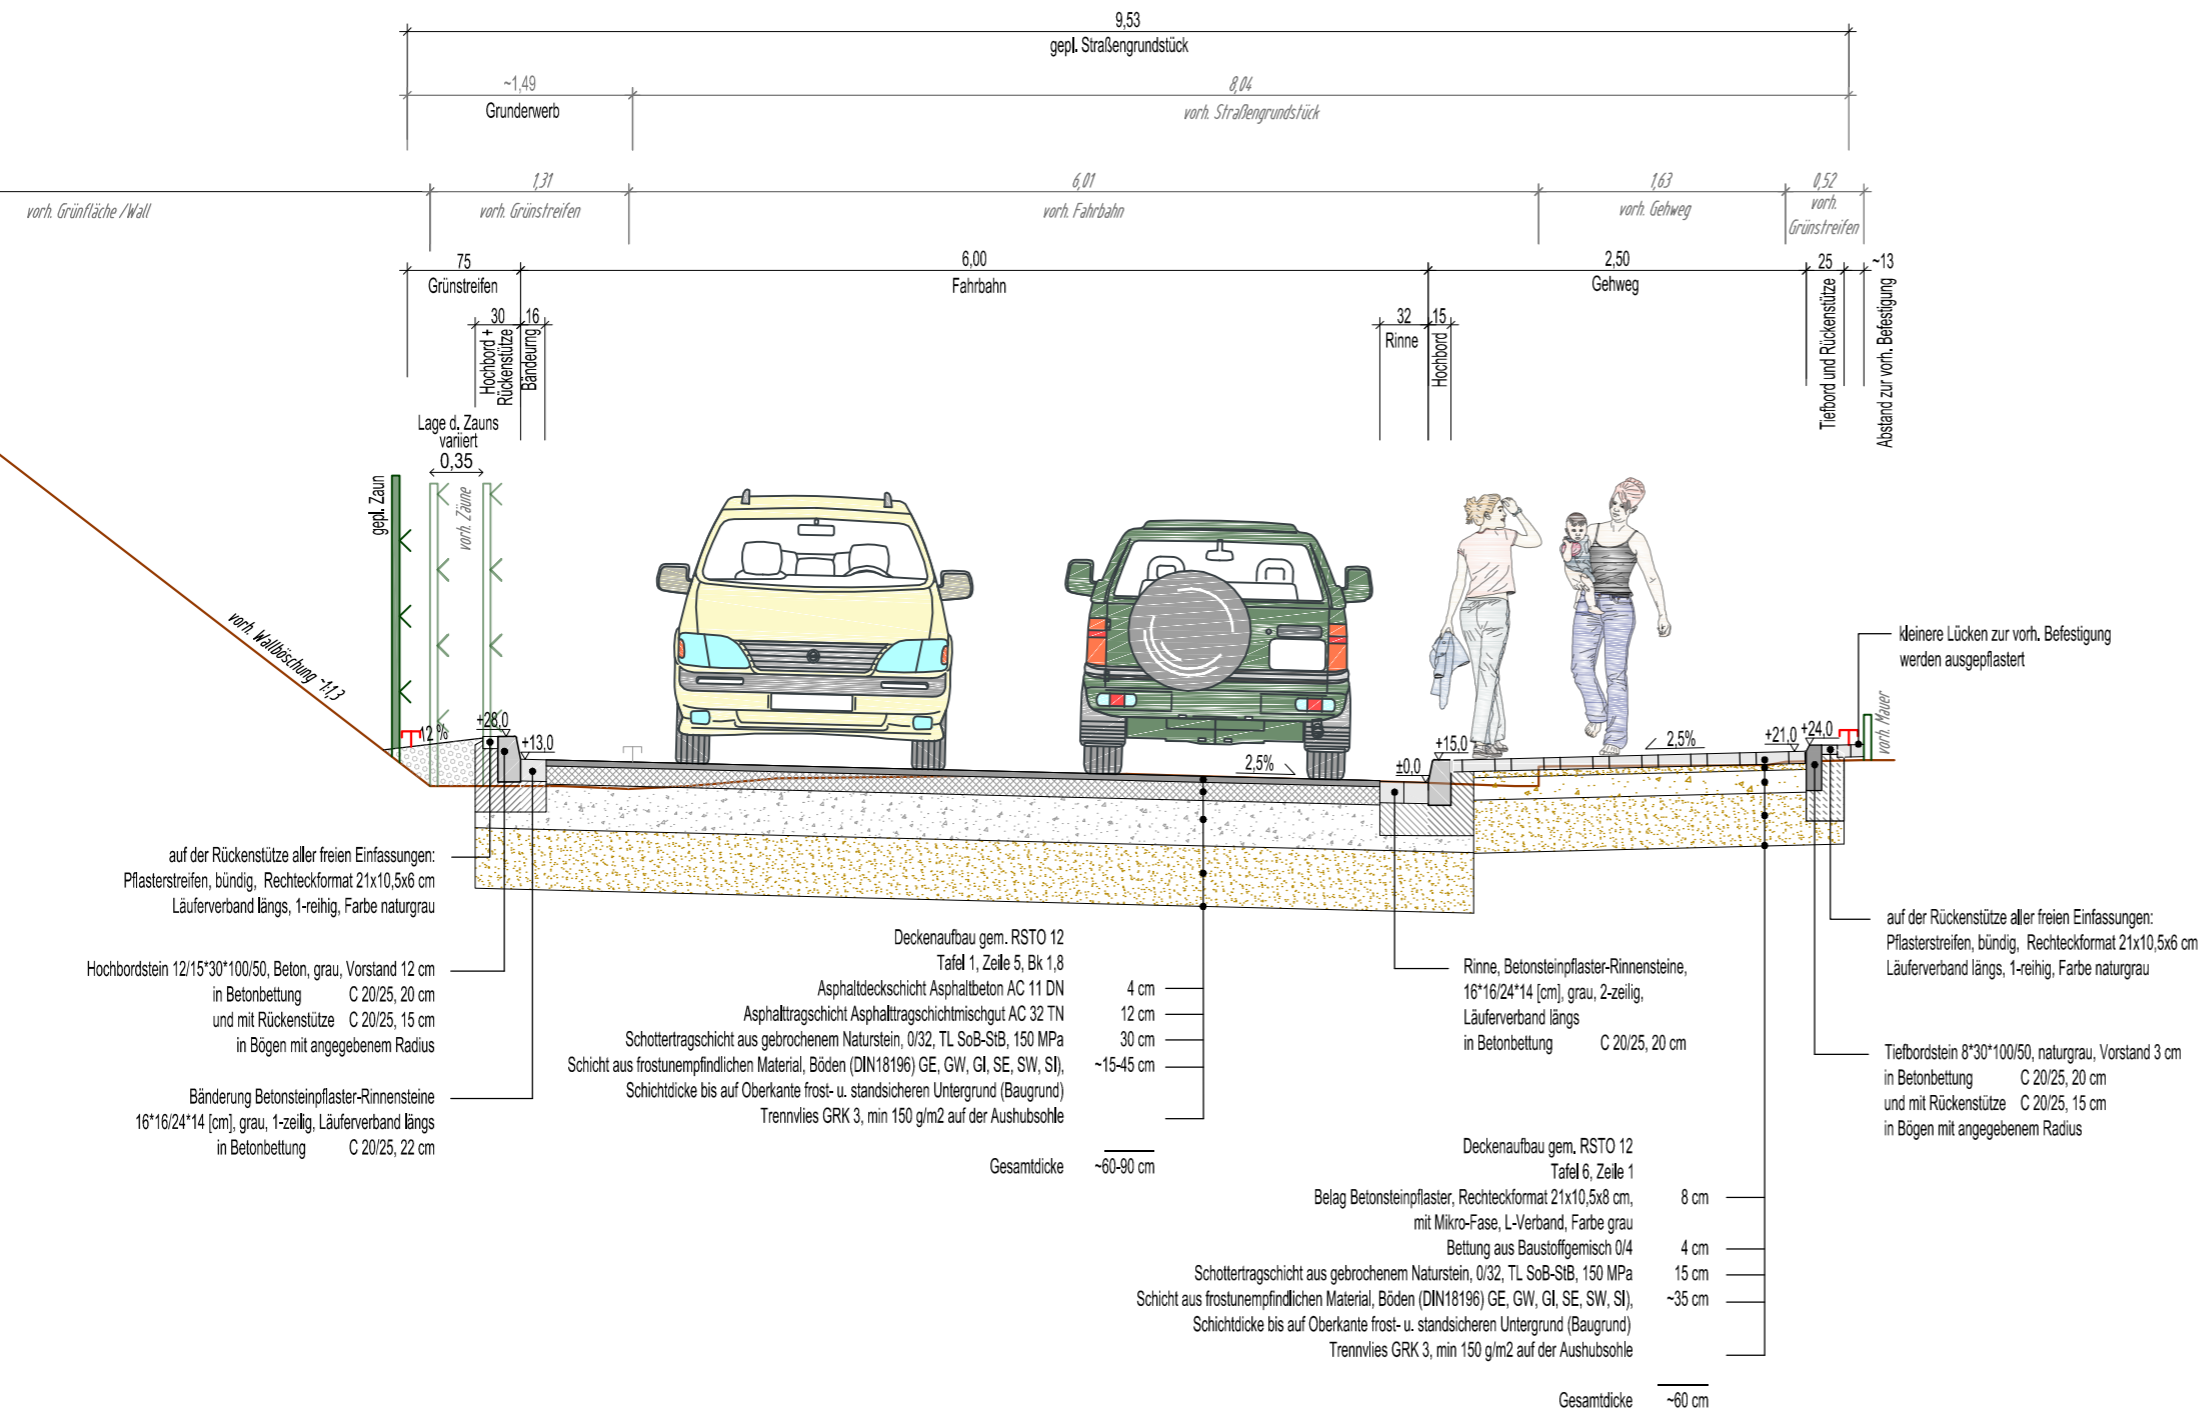 9,53
gepl. Straßengrundstück
~1,49
Grunderwerb
8,04
vorh. Straßengrundstück
vorh. Grünfläche /Wall
1,31
vorh. Grünstreifen
6,01
vorh. Fahrbahn
1,63
vorh. Gehweg
0,52
vorh.
Grünstreifen
75
Grünstreifen
6,00
Fahrbahn
2,50
Gehweg
25
~13
Tiefbord und Rückenstütze
Abstand zur vorh. Befestigung
30
16
Hochbord +
Rückenstütze
Bändeurng
32
Rinne
15
Hochbord
Lage d. Zauns
variiert
0,35
gepl. Zaun
vorh. Zäune
vorh. Wallböschung ~1:1,3
12 %
+28,0
+13,0
2,5%
±0,0
+15,0
2,5%
+21,0
+24,0
vorh. Mauer
kleinere Lücken zur vorh. Befestigung
werden ausgepflastert
auf der Rückenstütze aller freien Einfassungen:
Pflasterstreifen, bündig, Rechteckformat 21x10,5x6 cm
Läuferverband längs, 1-reihig, Farbe naturgrau
Hochbordstein 12/15*30*100/50, Beton, grau, Vorstand 12 cm
in Betonbettung C 20/25, 20 cm
und mit Rückenstütze C 20/25, 15 cm
in Bögen mit angegebenem Radius
Bänderung Betonsteinpflaster-Rinnensteine
16*16/24*14 [cm], grau, 1-zeilig, Läuferverband längs
in Betonbettung C 20/25, 22 cm
Deckenaufbau gem. RSTO 12
Tafel 1, Zeile 5, Bk 1,8
Asphaltdeckschicht Asphaltbeton AC 11 DN 4 cm
Asphalttragschicht Asphalttragschichtmischgut AC 32 TN 12 cm
Schottertragschicht aus gebrochenem Naturstein, 0/32, TL SoB-StB, 150 MPa 30 cm
Schicht aus frostunempfindlichen Material, Böden (DIN18196) GE, GW, GI, SE, SW, SI, ~15-45 cm
Schichtdicke bis auf Oberkante frost- u. standsicheren Untergrund (Baugrund)
Trennvlies GRK 3, min 150 g/m2 auf der Aushubsohle
Gesamtdicke ~60-90 cm
Rinne, Betonsteinpflaster-Rinnensteine,
16*16/24*14 [cm], grau, 2-zeilig,
Läuferverband längs
in Betonbettung C 20/25, 20 cm
auf der Rückenstütze aller freien Einfassungen:
Pflasterstreifen, bündig, Rechteckformat 21x10,5x6 cm
Läuferverband längs, 1-reihig, Farbe naturgrau
Tiefbordstein 8*30*100/50, naturgrau, Vorstand 3 cm
in Betonbettung C 20/25, 20 cm
und mit Rückenstütze C 20/25, 15 cm
in Bögen mit angegebenem Radius
Deckenaufbau gem. RSTO 12
Tafel 6, Zeile 1
Belag Betonsteinpflaster, Rechteckformat 21x10,5x8 cm, 8 cm
mit Mikro-Fase, L-Verband, Farbe grau
Bettung aus Baustoffgemisch 0/4 4 cm
Schottertragschicht aus gebrochenem Naturstein, 0/32, TL SoB-StB, 150 MPa 15 cm
Schicht aus frostunempfindlichen Material, Böden (DIN18196) GE, GW, GI, SE, SW, SI, ~35 cm
Schichtdicke bis auf Oberkante frost- u. standsicheren Untergrund (Baugrund)
Trennvlies GRK 3, min 150 g/m2 auf der Aushubsohle
Gesamtdicke ~60 cm